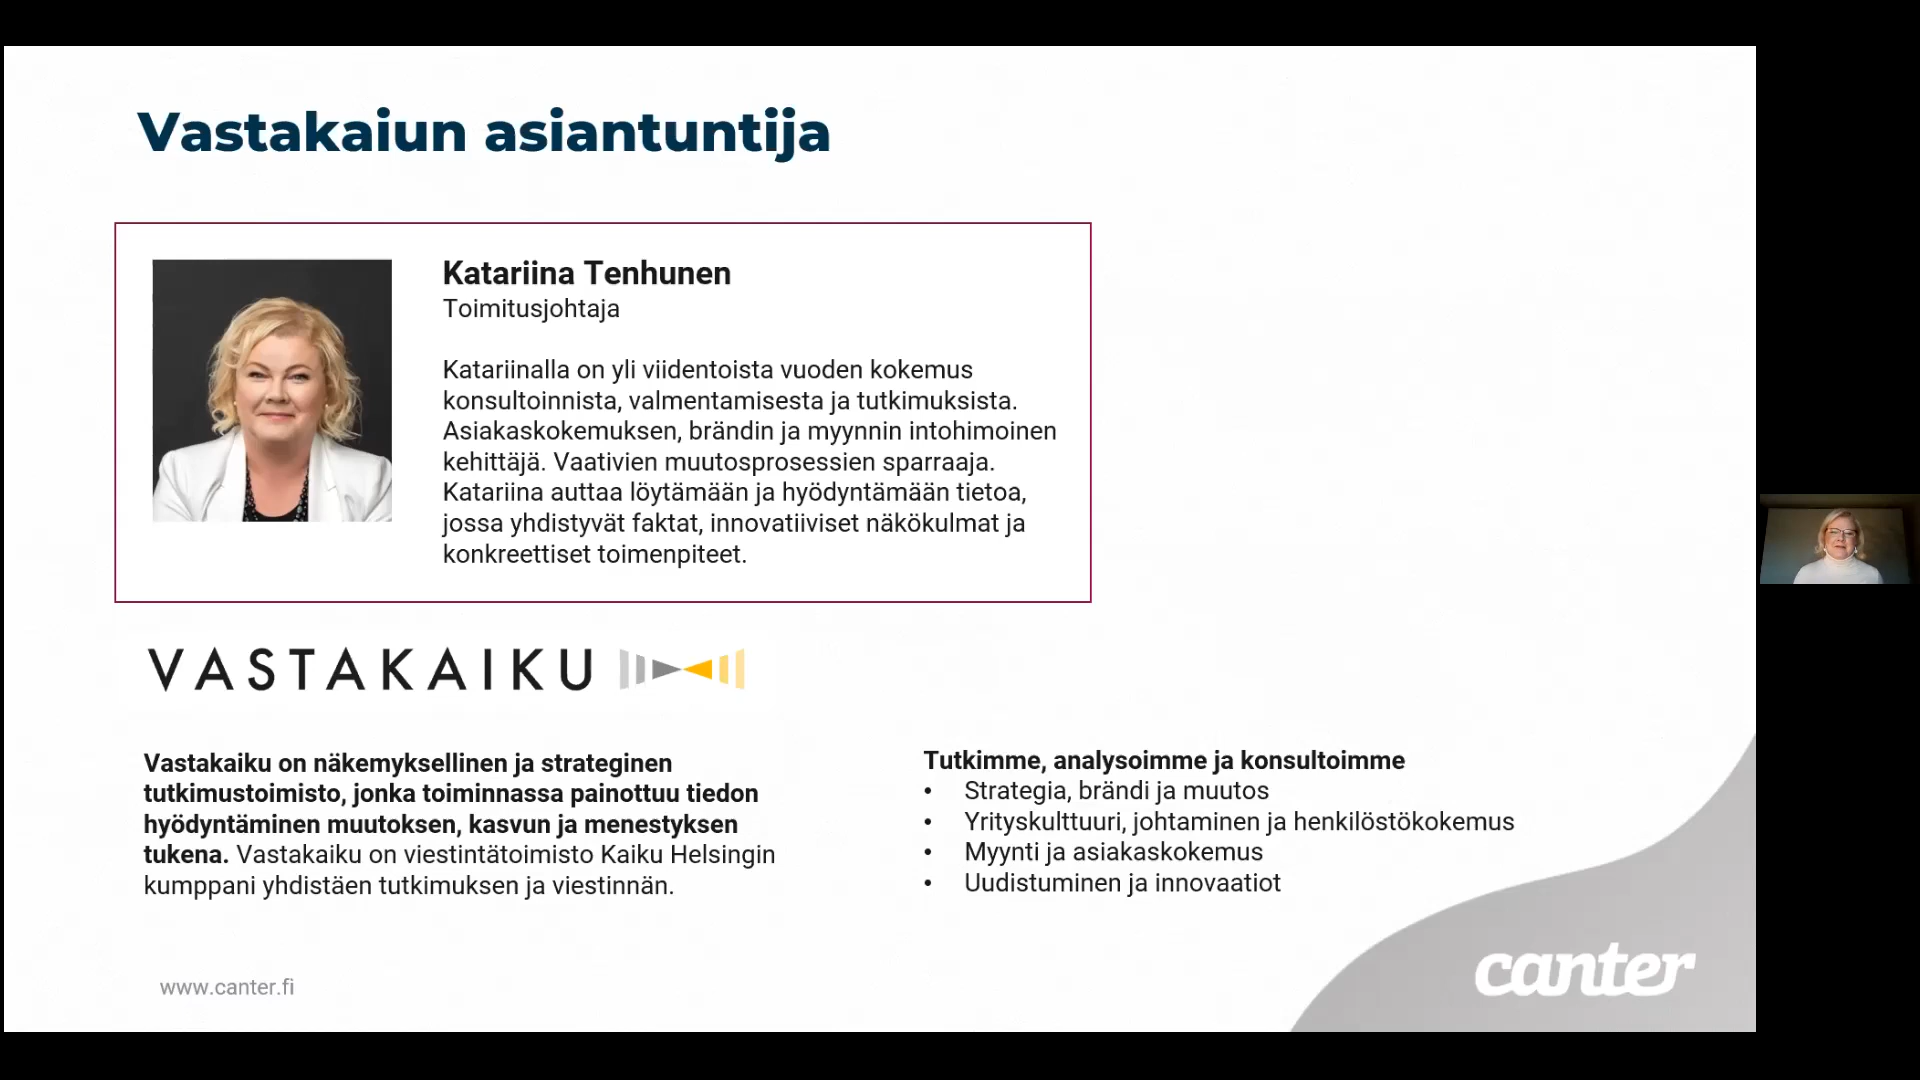 Vastakaiun asiantuntija
Katariina Tenhunen
Toimitusjohtaja
Katariinalla on yli viidentoista vuoden kokemus
konsultoinnista, valmentamisesta ja tutkimuksista.
Asiakaskokemuksen, brändin ja myynnin intohimoinen
kehittäjä. Vaativien muutosprosessien sparraaja.
Katariina auttaa löytämään ja hyödyntämään tietoa,
jossa yhdistyvät faktat, innovatiiviset näkökulmat ja
konkreettiset toimenpiteet.
VASTAKAIKU
Vastakaiku on näkemyksellinen ja strateginen
tutkimustoimisto, jonka toiminnassa painottuu tiedon
hyödyntäminen muutoksen, kasvun ja menestyksen
tukena. Vastakaiku on viestintätoimisto Kaiku Helsingin
kumppani yhdistäen tutkimuksen ja viestinnän.
Tutkimme, analysoimme ja konsultoimme
• Strategia, brändi ja muutos
• Yrityskulttuuri, johtaminen ja henkilöstökokemus
• Myynti ja asiakaskokemus
• Uudistuminen ja innovaatiot
www.canter.fi
canter